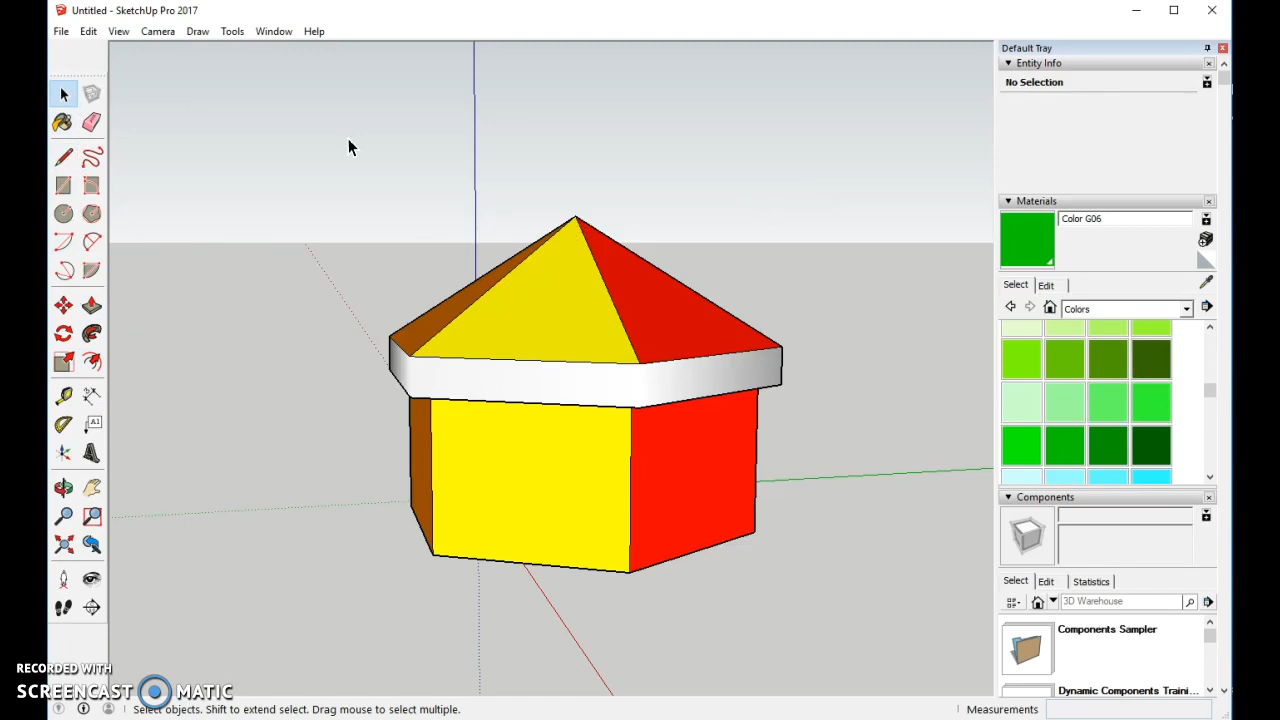 Untitled - SketchUp Pro 2017
File Edit View Camera Draw Tools Window Help
Default Tray
Entity Info
No Selection
Materials
Color G06
Select Edit
Colors
A1
Components
Select Edit Statistics
3D Warehouse
Components Sampler
Dynamic Components Traini...
RECORDED WITH
SCREENCAST MATIC
Select objects. Shift to extend select. Drag mouse to select multiple.
Measurements